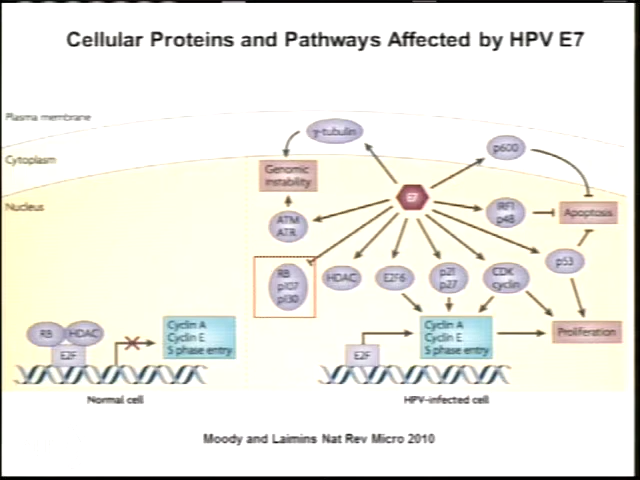 Cellular Proteins and Pathways Affected by HPV E7
Plasma membrane
γ-tubulin
p600
Cytoplasm
Genomic
instability
E7
Nucleus
IRF1
p48
Apoptosis
ATM
ATR
p53
RB
p107
p130
HDAC
E2F6
p21
p27
CDK
cyclin
RB
HDAC
E2F
Cyclin A
Cyclin E
S phase entry
E2F
Cyclin A
Cyclin E
S phase entry
Proliferation
Normal cell
HPV-infected cell
Moody and Laimins Nat Rev Micro 2010